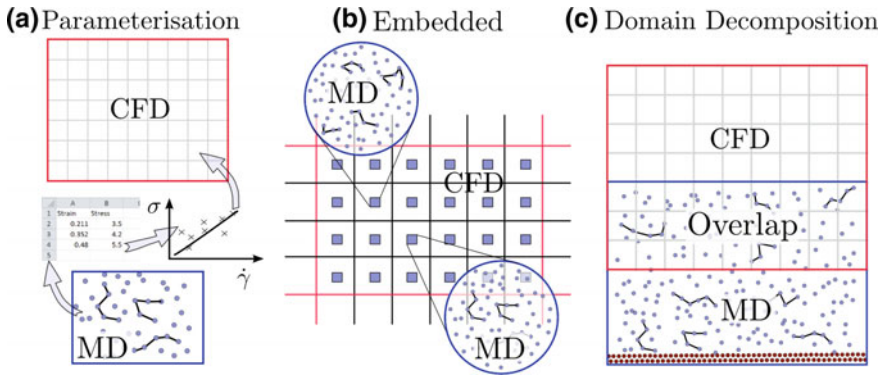 (a) Parameterisation
CFD
A B
1 Strain Stress
2 0.211 3.5
3 0.352 4.2
4 0.48 5.5
5
σ
γ̇
MD
(b) Embedded
MD
CFD
MD
(c) Domain Decomposition
CFD
Overlap
MD